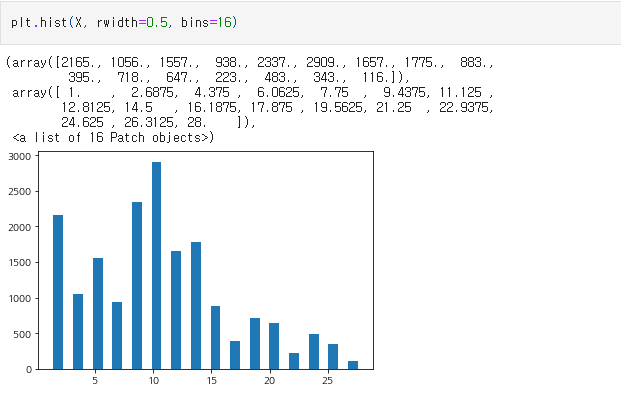 plt.hist(X, rwidth=0.5, bins=16)
(array([2165., 1056., 1557., 938., 2337., 2909., 1657., 1775., 883.,
395., 718., 647., 223., 483., 343., 116.]),
array([ 1. , 2.6875, 4.375 , 6.0625, 7.75 , 9.4375, 11.125 ,
12.8125, 14.5 , 16.1875, 17.875 , 19.5625, 21.25 , 22.9375,
24.625 , 26.3125, 28. ]),
<a list of 16 Patch objects>)
3000
2500
2000
1500
1000
500
0
5 10 15 20 25